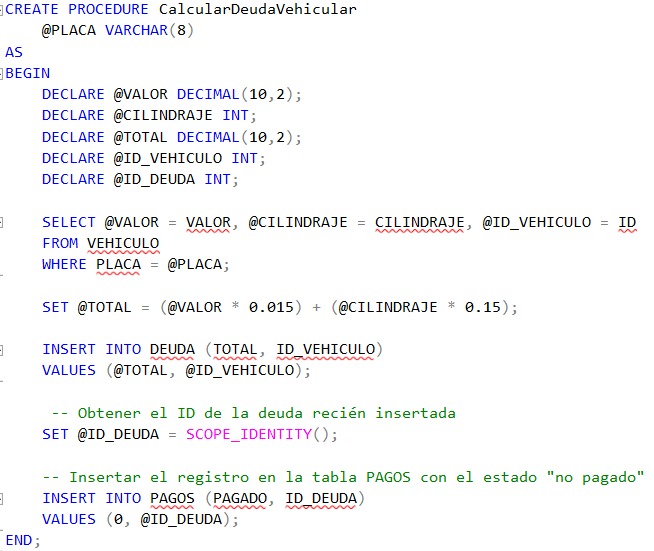 CREATE PROCEDURE CalcularDeudaVehicular
@PLACA VARCHAR(8)
AS
BEGIN
DECLARE @VALOR DECIMAL(10,2);
DECLARE @CILINDRAJE INT;
DECLARE @TOTAL DECIMAL(10,2);
DECLARE @ID_VEHICULO INT;
DECLARE @ID_DEUDA INT;
SELECT @VALOR = VALOR, @CILINDRAJE = CILINDRAJE, @ID_VEHICULO = ID
FROM VEHICULO
WHERE PLACA = @PLACA;
SET @TOTAL = (@VALOR * 0.015) + (@CILINDRAJE * 0.15);
INSERT INTO DEUDA (TOTAL, ID_VEHICULO)
VALUES (@TOTAL, @ID_VEHICULO);
-- Obtener el ID de la deuda recién insertada
SET @ID_DEUDA = SCOPE_IDENTITY();
-- Insertar el registro en la tabla PAGOS con el estado "no pagado"
INSERT INTO PAGOS (PAGADO, ID_DEUDA)
VALUES (0, @ID_DEUDA);
END;